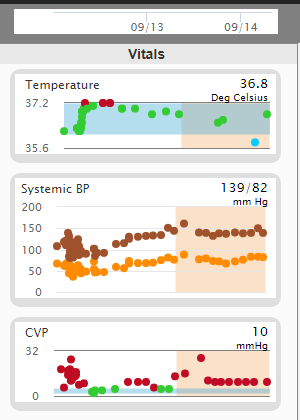 09/13 09/14
Vitals
Temperature 36.8
Deg Celsius
37.2
35.6
Systemic BP 139/82
mm Hg
200
150
100
50
0
CVP 10
mmHg
32
0